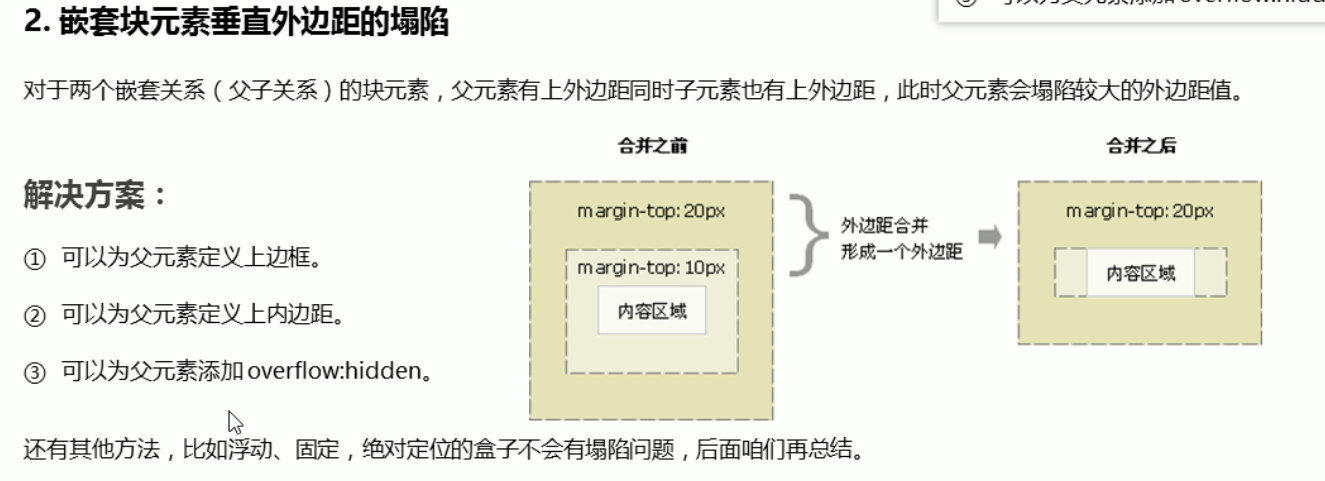 2. 嵌套块元素垂直外边距的塌陷
对于两个嵌套关系（父子关系）的块元素，父元素有上外边距同时子元素也有上外边距，此时父元素会塌陷较大的外边距值。
合并之前
合并之后
解决方案：
① 可以为父元素定义上边框。
② 可以为父元素定义上内边距。
③ 可以为父元素添加overflow:hidden。
margin-top: 20px
margin-top: 10px
内容区域
外边距合并
形成一个外边距
margin-top: 20px
内容区域
还有其他方法，比如浮动、固定，绝对定位的盒子不会有塌陷问题，后面咱们再总结。